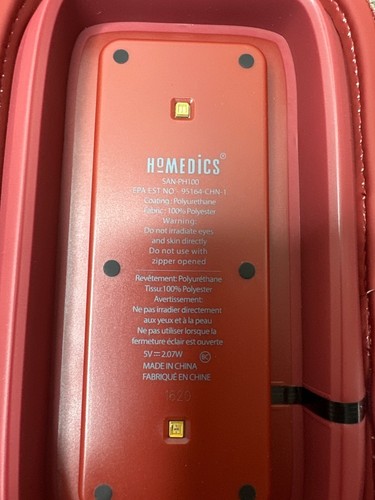 HoMEDiCS®
SAN-PH100
EPA EST NO : 95164-CHN-1
Coating : Polyurethane
Fabric : 100% Polyester
Warning:
Do not irradiate eyes
and skin directly
Do not use with
zipper opened
Revêtement: Polyuréthane
Tissu:100% Polyester
Avertissement:
Ne pas irradier directement
aux yeux et à la peau
Ne pas utiliser lorsque la
fermeture éclair est ouverte
5V⎓2.07W
MADE IN CHINA
FABRIQUÉ EN CHINE
1620